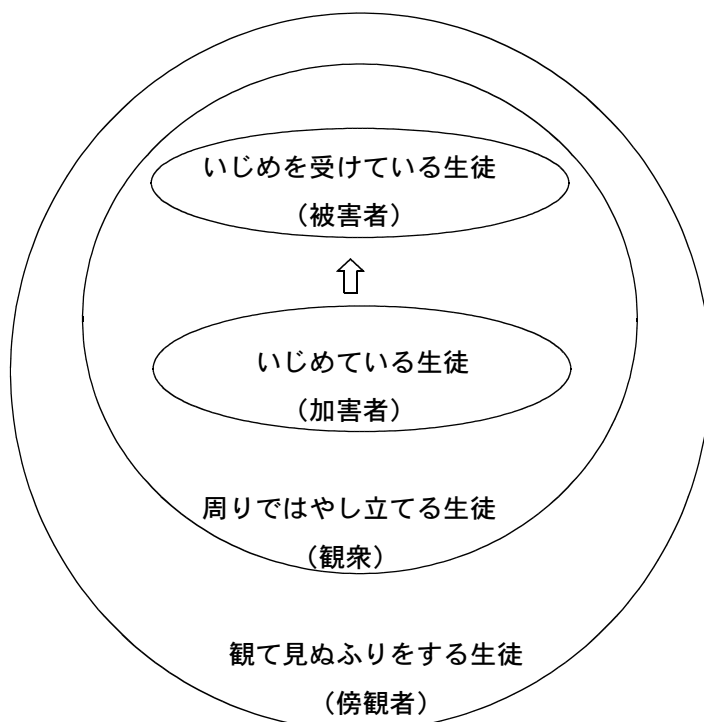 いじめを受けている生徒
（被害者）
いじめている生徒
（加害者）
周りではやし立てる生徒
（観衆）
観て見ぬふりをする生徒
（傍観者）